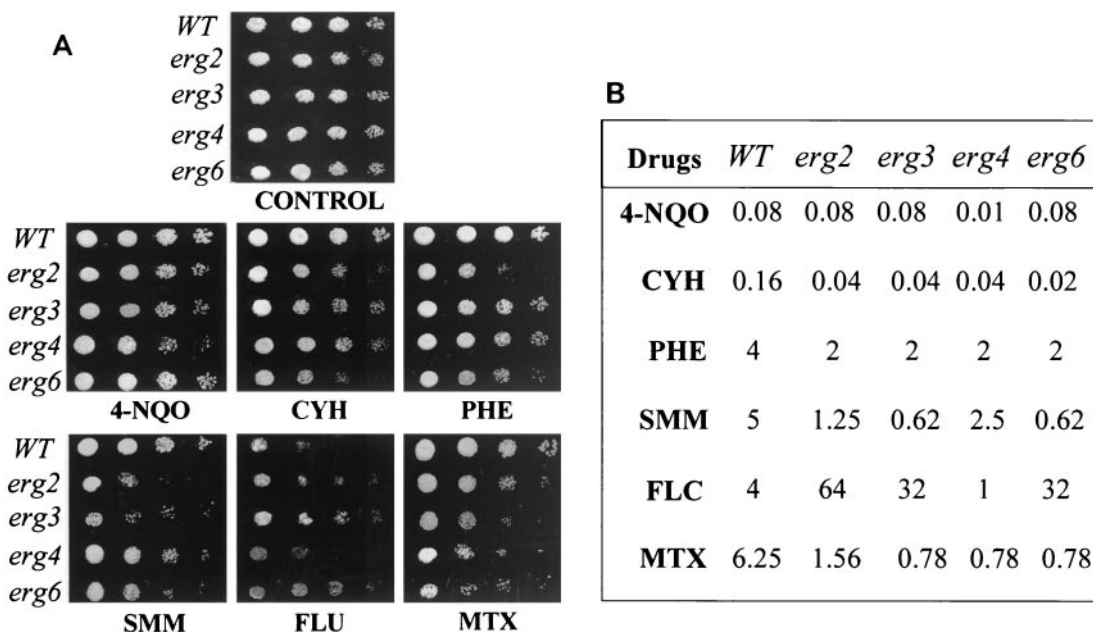 A
WT
erg2
erg3
erg4
erg6
CONTROL
WT
erg2
erg3
erg4
erg6
4-NQO CYH PHE
WT
erg2
erg3
erg4
erg6
SMM FLU MTX
B
Drugs WT erg2 erg3 erg4 erg6
4-NQO 0.08 0.08 0.08 0.01 0.08
CYH 0.16 0.04 0.04 0.04 0.02
PHE 4 2 2 2 2
SMM 5 1.25 0.62 2.5 0.62
FLC 4 64 32 1 32
MTX 6.25 1.56 0.78 0.78 0.78